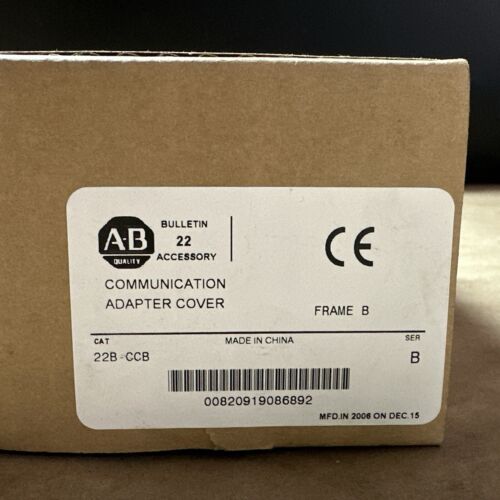 A-B
QUALITY
BULLETIN
22
ACCESSORY
CE
COMMUNICATION
ADAPTER COVER
FRAME B
CAT
MADE IN CHINA
SER
22B-CCB
B
00820919086892
MFD.IN 2006 ON DEC.15